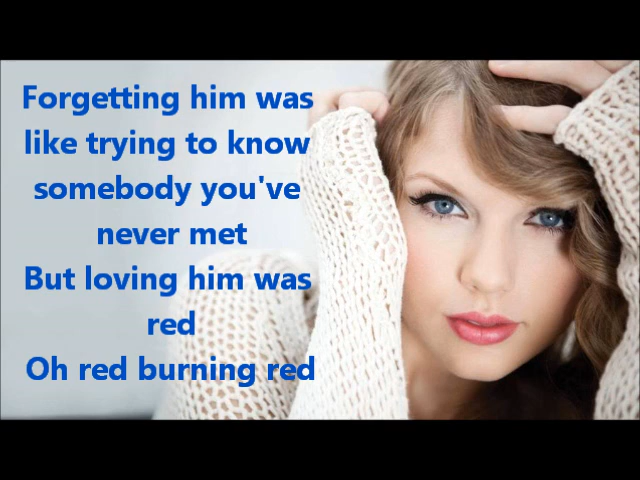 Forgetting him was
like trying to know
somebody you've
never met
But loving him was
red
Oh red burning red